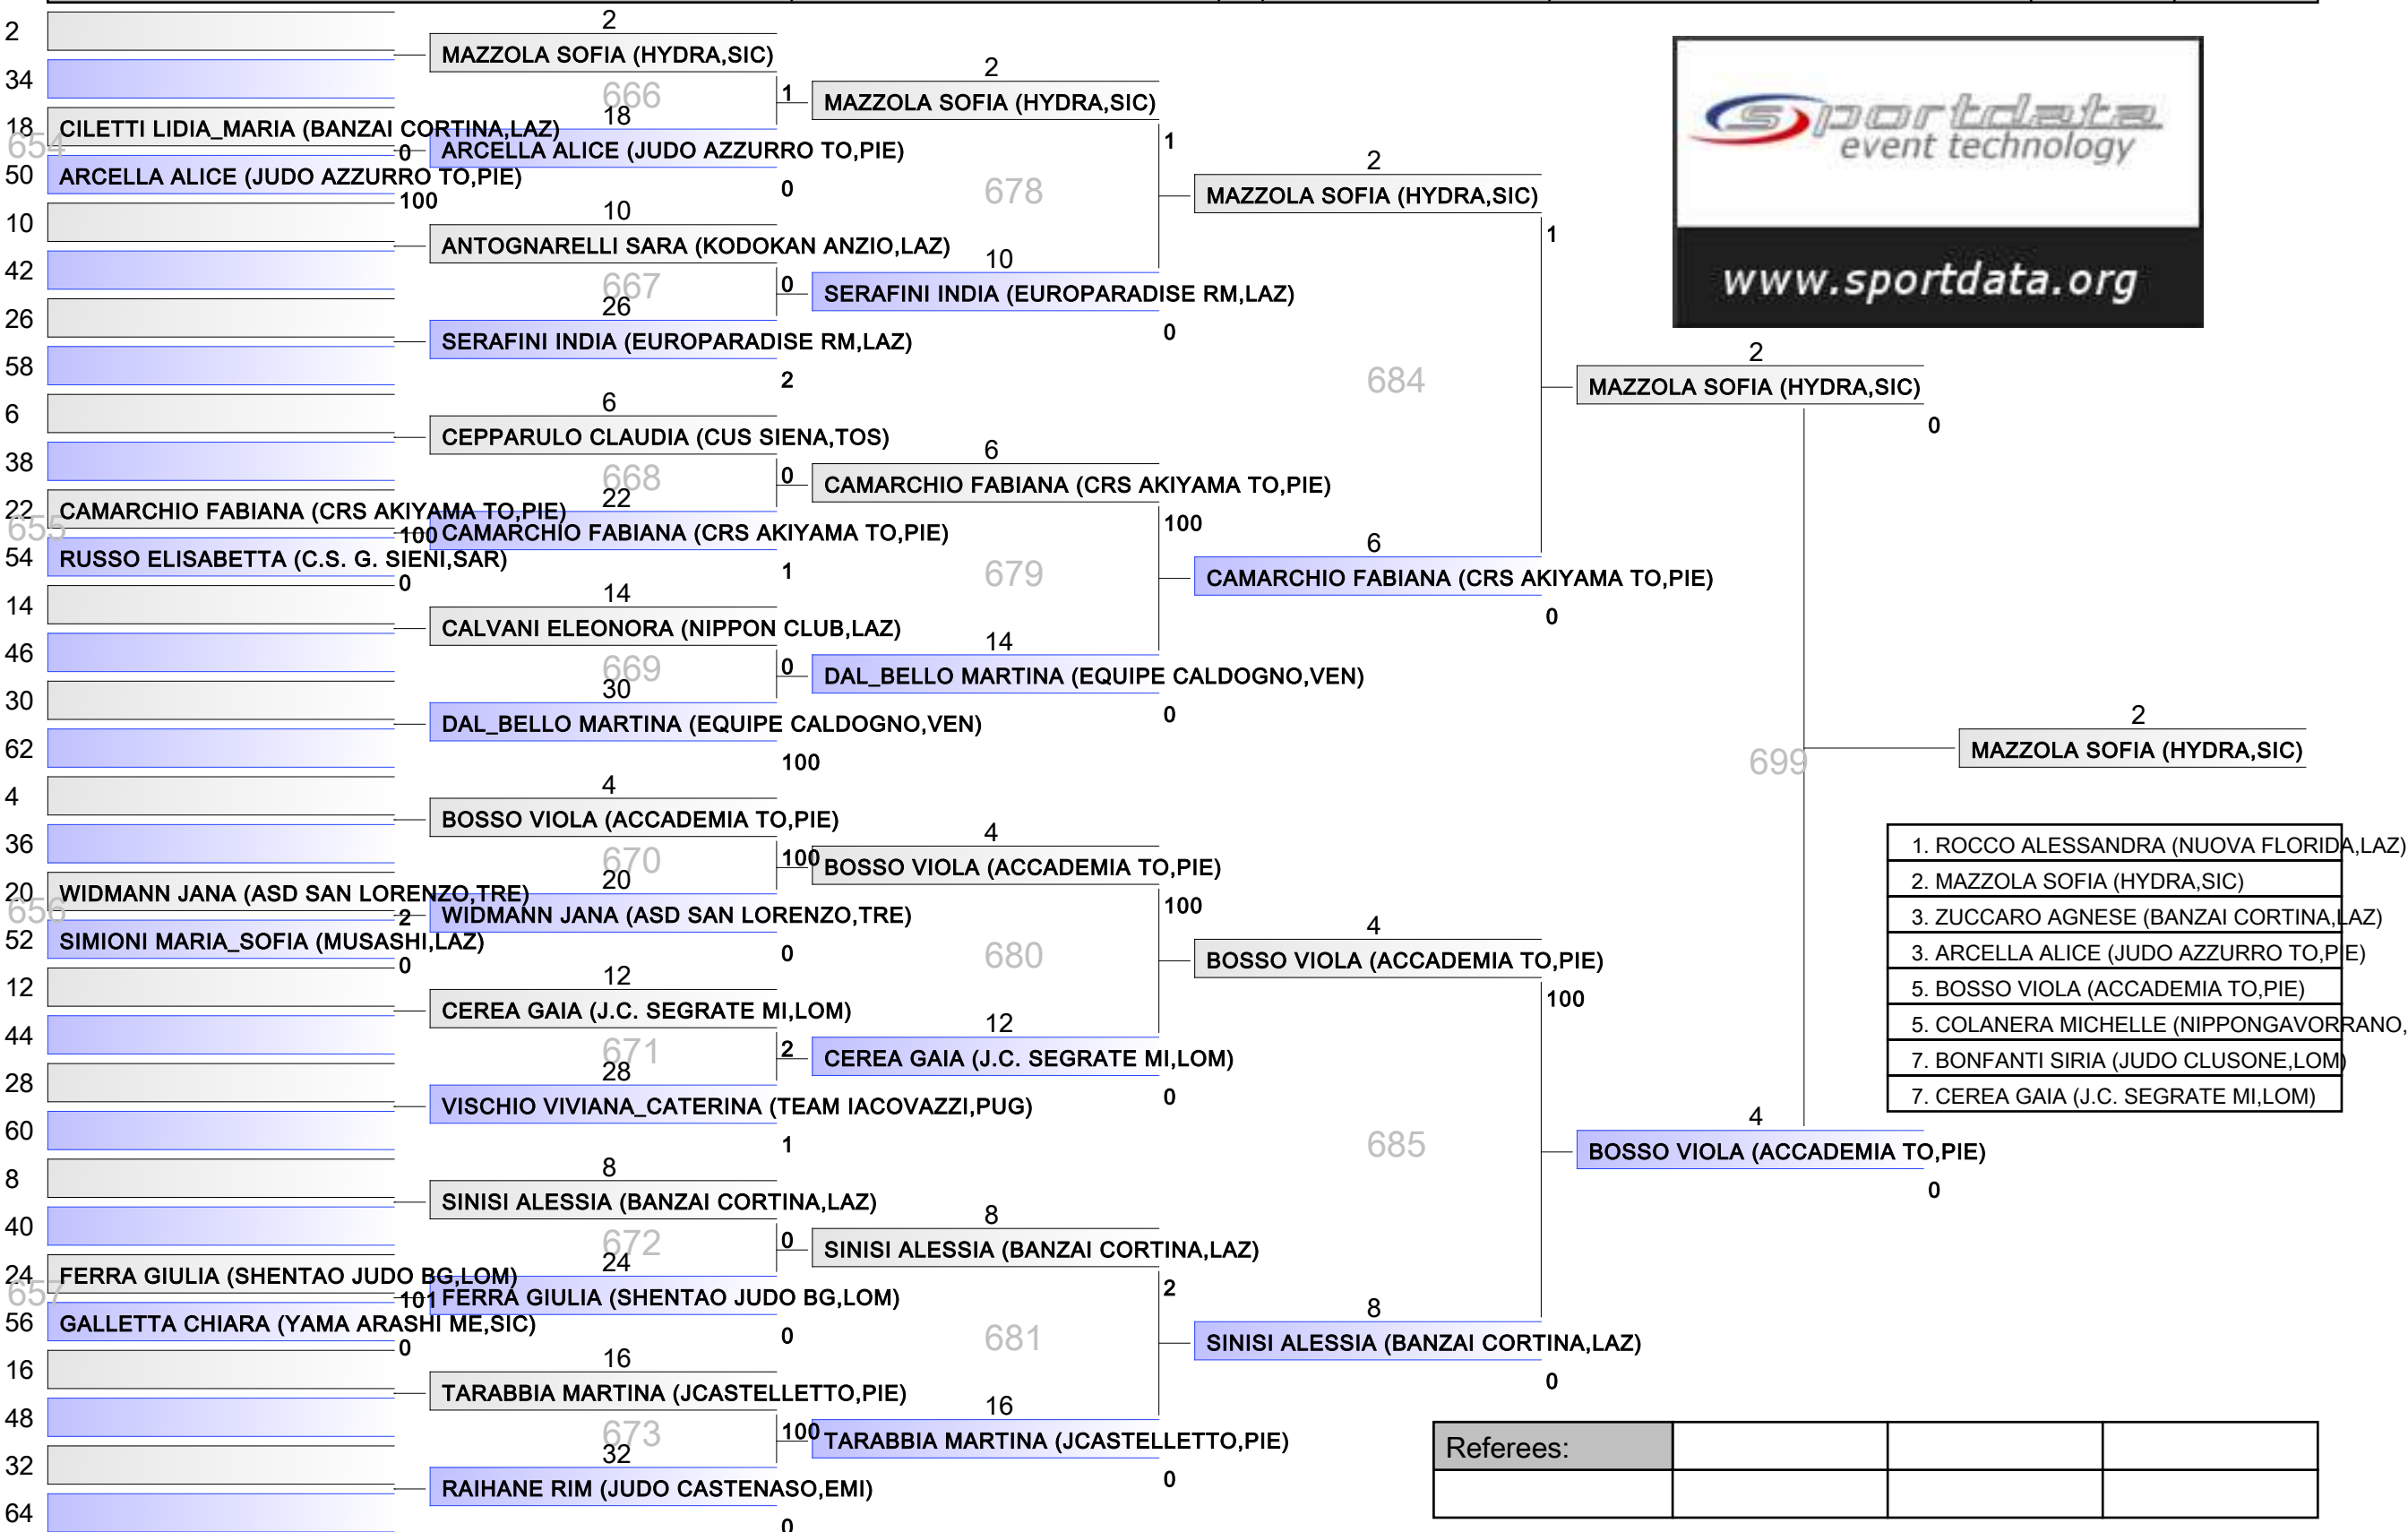 2
34
18 CILETTI LIDIA_MARIA (BANZAI CORTINA,LAZ)
654
0
50 ARCELLA ALICE (JUDO AZZURRO TO,PIE)
100
10
42
26
58
6
38
22 CAMARCHIO FABIANA (CRS AKIYAMA TO,PIE)
655
100
54 RUSSO ELISABETTA (C.S. G. SIENI,SAR)
0
14
46
30
62
4
36
20 WIDMANN JANA (ASD SAN LORENZO,TRE)
656
2
52 SIMIONI MARIA_SOFIA (MUSASHI,LAZ)
0
12
44
28
60
8
40
24 FERRA GIULIA (SHENTAO JUDO BG,LOM)
657
101
56 GALLETTA CHIARA (YAMA ARASHI ME,SIC)
0
16
48
32
64
2
MAZZOLA SOFIA (HYDRA,SIC)
666
1
18
ARCELLA ALICE (JUDO AZZURRO TO,PIE)
0
10
ANTOGNARELLI SARA (KODOKAN ANZIO,LAZ)
667
0
26
SERAFINI INDIA (EUROPARADISE RM,LAZ)
2
6
CEPPARULO CLAUDIA (CUS SIENA,TOS)
668
0
22
CAMARCHIO FABIANA (CRS AKIYAMA TO,PIE)
1
14
CALVANI ELEONORA (NIPPON CLUB,LAZ)
669
0
30
DAL_BELLO MARTINA (EQUIPE CALDOGNO,VEN)
100
4
BOSSO VIOLA (ACCADEMIA TO,PIE)
670
100
20
WIDMANN JANA (ASD SAN LORENZO,TRE)
0
12
CEREA GAIA (J.C. SEGRATE MI,LOM)
671
2
28
VISCHIO VIVIANA_CATERINA (TEAM IACOVAZZI,PUG)
1
8
SINISI ALESSIA (BANZAI CORTINA,LAZ)
672
0
24
FERRA GIULIA (SHENTAO JUDO BG,LOM)
0
16
TARABBIA MARTINA (JCASTELLETTO,PIE)
673
100
32
RAIHANE RIM (JUDO CASTENASO,EMI)
0
2
MAZZOLA SOFIA (HYDRA,SIC)
1
678
10
SERAFINI INDIA (EUROPARADISE RM,LAZ)
0
6
CAMARCHIO FABIANA (CRS AKIYAMA TO,PIE)
100
679
14
DAL_BELLO MARTINA (EQUIPE CALDOGNO,VEN)
0
4
BOSSO VIOLA (ACCADEMIA TO,PIE)
100
680
12
CEREA GAIA (J.C. SEGRATE MI,LOM)
0
8
SINISI ALESSIA (BANZAI CORTINA,LAZ)
2
681
16
TARABBIA MARTINA (JCASTELLETTO,PIE)
0
2
MAZZOLA SOFIA (HYDRA,SIC)
1
684
6
CAMARCHIO FABIANA (CRS AKIYAMA TO,PIE)
0
4
BOSSO VIOLA (ACCADEMIA TO,PIE)
100
685
8
SINISI ALESSIA (BANZAI CORTINA,LAZ)
0
sportdata
event technology
www.sportdata.org
2
MAZZOLA SOFIA (HYDRA,SIC)
0
699
4
BOSSO VIOLA (ACCADEMIA TO,PIE)
0
2
MAZZOLA SOFIA (HYDRA,SIC)
1. ROCCO ALESSANDRA (NUOVA FLORIDA,LAZ)
2. MAZZOLA SOFIA (HYDRA,SIC)
3. ZUCCARO AGNESE (BANZAI CORTINA,LAZ)
3. ARCELLA ALICE (JUDO AZZURRO TO,PIE)
5. BOSSO VIOLA (ACCADEMIA TO,PIE)
5. COLANERA MICHELLE (NIPPONGAVORRANO,
7. BONFANTI SIRIA (JUDO CLUSONE,LOM)
7. CEREA GAIA (J.C. SEGRATE MI,LOM)
Referees: